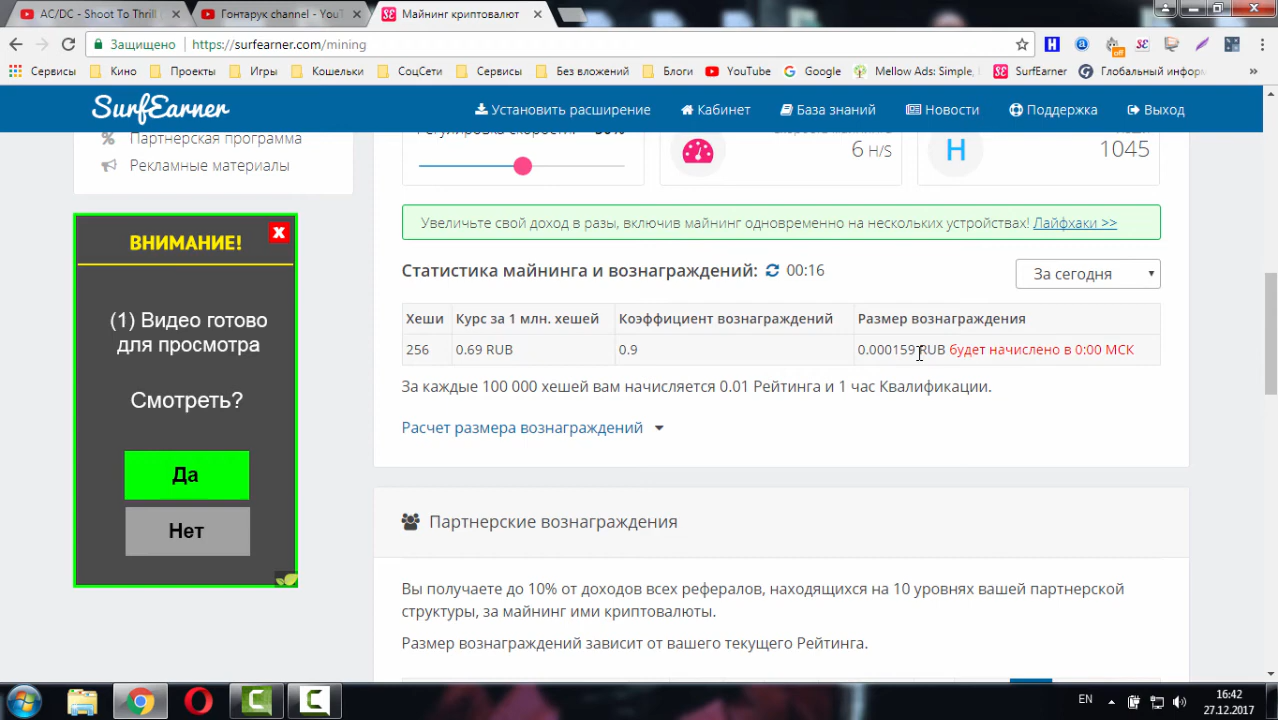 AC/DC - Shoot To Thrill (
Гонтарук channel - YouT
Майнинг криптовалют
Защищено
https://surfearner.com/mining
Сервисы
Кино
Проекты
Игры
Кошельки
СоцСети
Сервисы
Без вложений
Блоги
YouTube
Google
Mellow Ads: Simple,
SurfEarner
Глобальный инфор
SurfEarner
Установить расширение
Кабинет
База знаний
Новости
Поддержка
Выход
Партнерская программа
Рекламные материалы
6 H/S
H
1045
Увеличьте свой доход в разы, включив майнинг одновременно на нескольких устройствах! Лайфхаки >>
ВНИМАНИЕ!
(1) Видео готово
для просмотра
Смотреть?
Да
Нет
Статистика майнинга и вознаграждений: 00:16
За сегодня
Хеши
Курс за 1 млн. хешей
Коэффициент вознаграждений
Размер вознаграждения
256
0.69 RUB
0.9
0.000159 RUB будет начислено в 0:00 МСК
За каждые 100 000 хешей вам начисляется 0.01 Рейтинга и 1 час Квалификации.
Расчет размера вознаграждений
Партнерские вознаграждения
Вы получаете до 10% от доходов всех рефералов, находящихся на 10 уровнях вашей партнерской
структуры, за майнинг ими криптовалюты.
Размер вознаграждений зависит от вашего текущего Рейтинга.
EN
16:42
27.12.2017